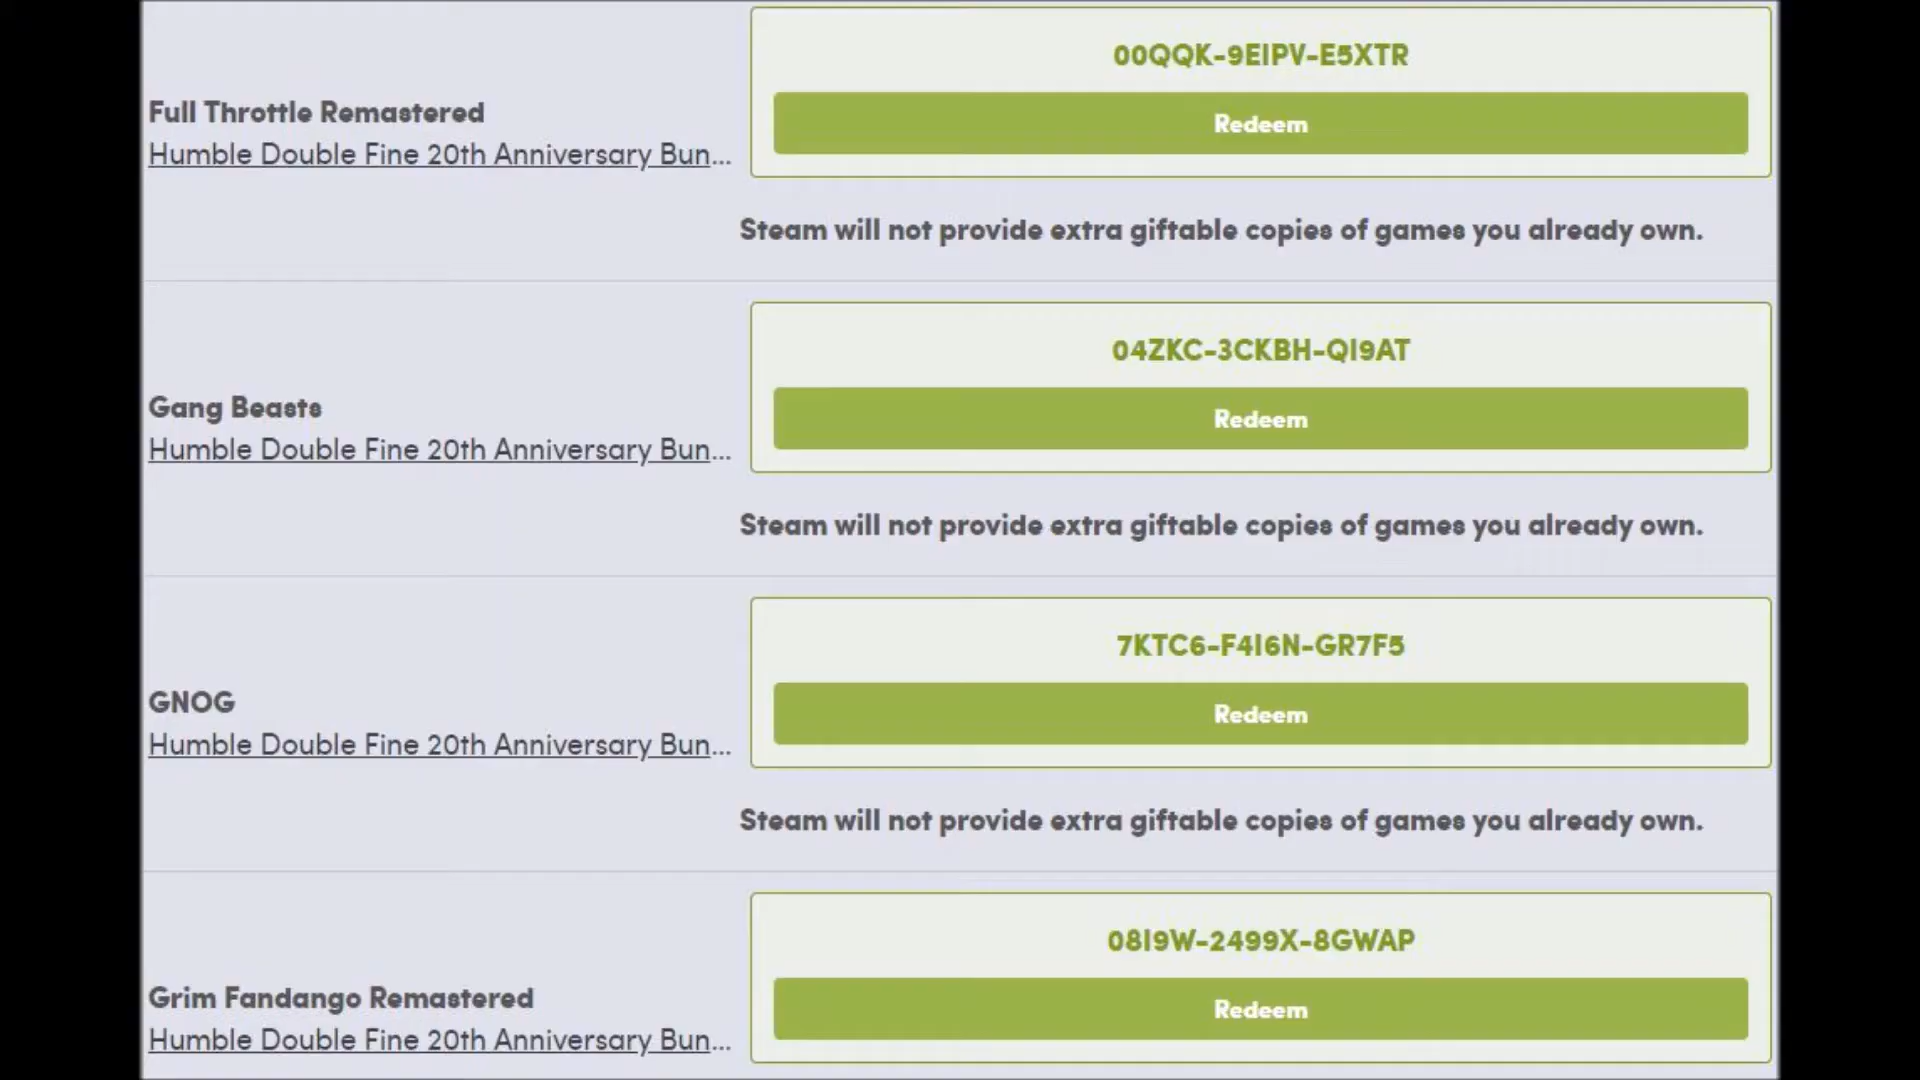 00QQK-9EIPV-E5XTR
Redeem
Full Throttle Remastered
Humble Double Fine 20th Anniversary Bun...
Steam will not provide extra giftable copies of games you already own.
04ZKC-3CKBH-QI9AT
Redeem
Gang Beasts
Humble Double Fine 20th Anniversary Bun...
Steam will not provide extra giftable copies of games you already own.
7KTC6-F4I6N-GR7F5
Redeem
GNOG
Humble Double Fine 20th Anniversary Bun...
Steam will not provide extra giftable copies of games you already own.
08I9W-2499X-8GWAP
Redeem
Grim Fandango Remastered
Humble Double Fine 20th Anniversary Bun...